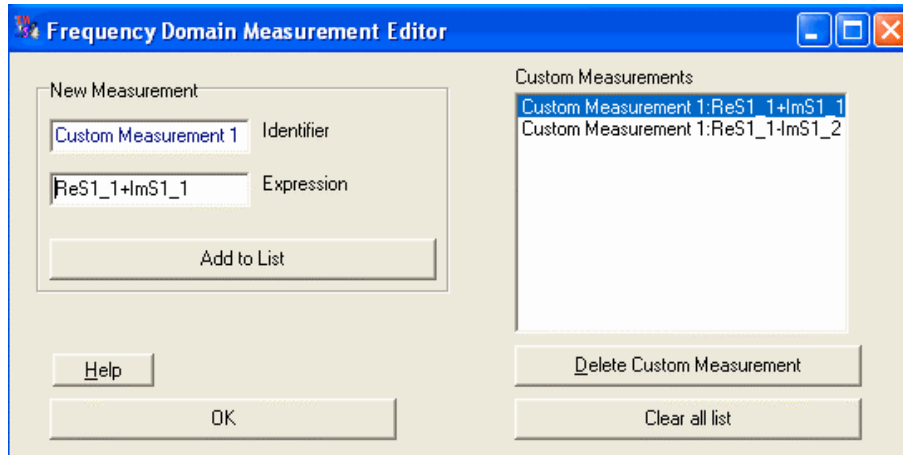 Frequency Domain Measurement Editor
New Measurement
Custom Measurement 1
Identifier
ReS1_1+ImS1_1
Expression
Add to List
Help
OK
Custom Measurements
Custom Measurement 1:ReS1_1+ImS1_1
Custom Measurement 1:ReS1_1-ImS1_2
Delete Custom Measurement
Clear all list